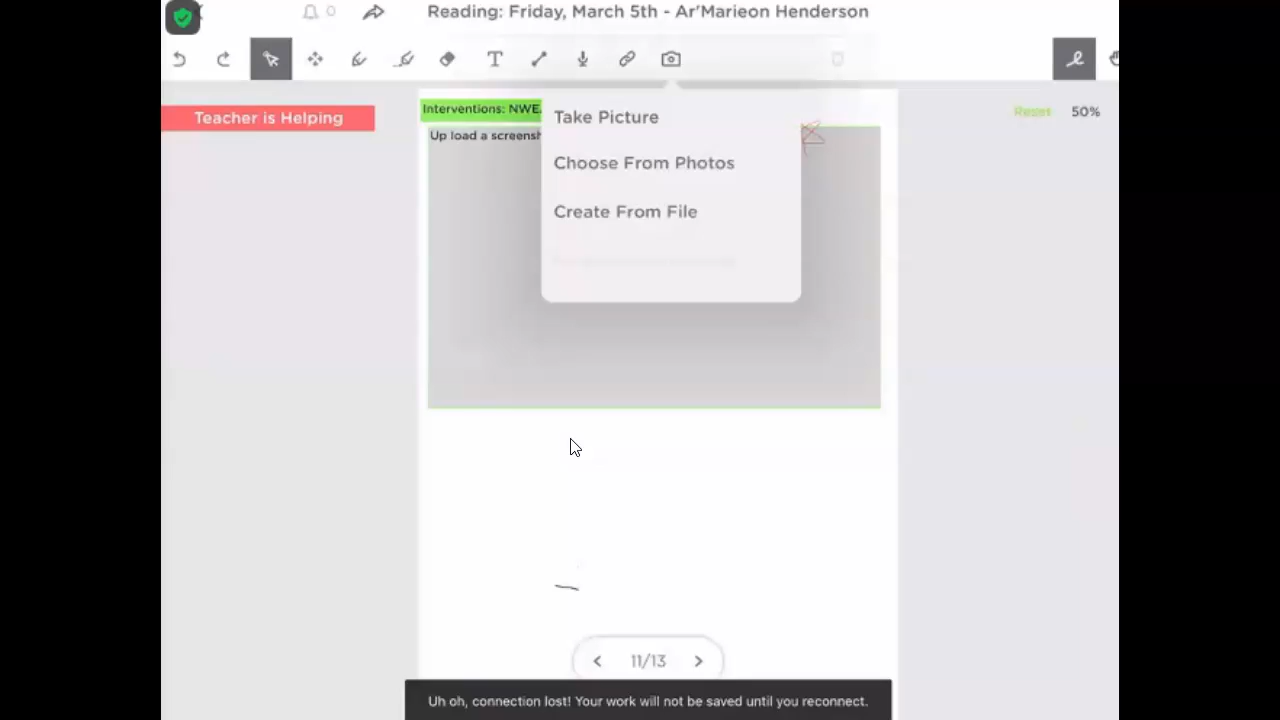 0
Reading: Friday, March 5th - Ar'Marieon Henderson
T
Teacher is Helping
Interventions: NWE
Up load a screensh
Take Picture
Choose From Photos
Create From File
Reset
50%
11/13
Uh oh, connection lost! Your work will not be saved until you reconnect.